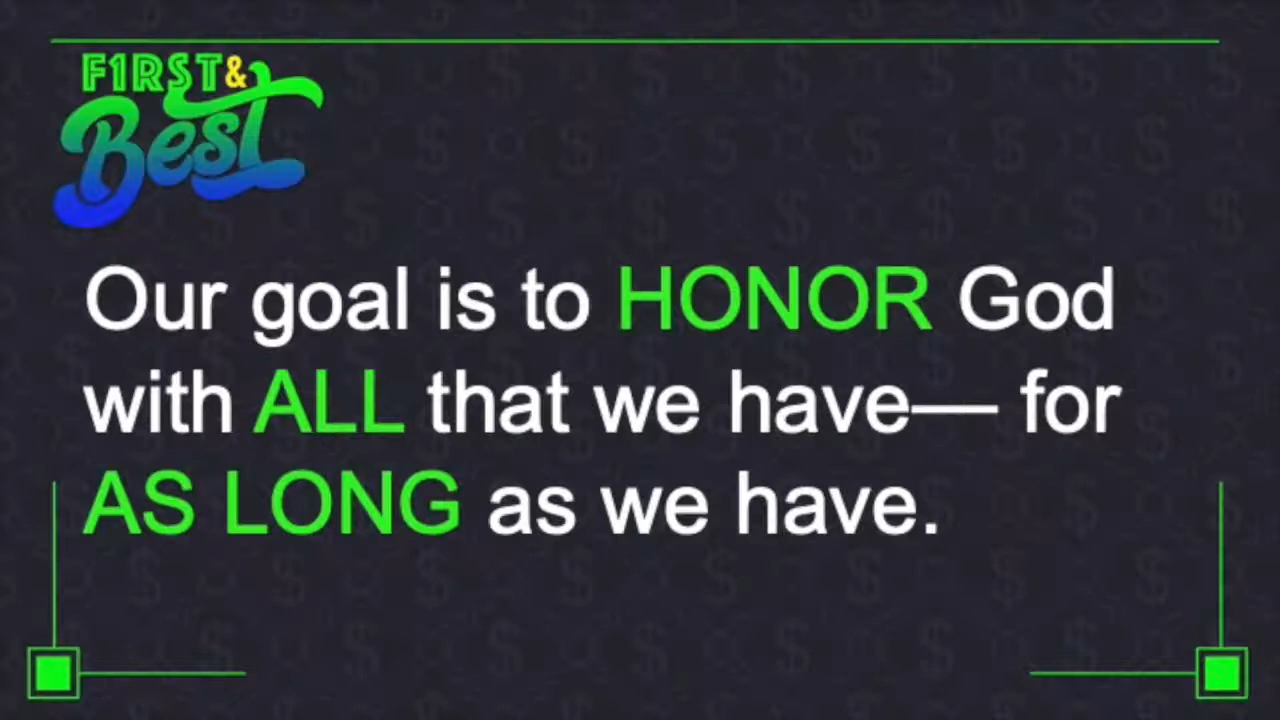 F1RST&
Best
Our goal is to HONOR God
with ALL that we have— for
AS LONG as we have.